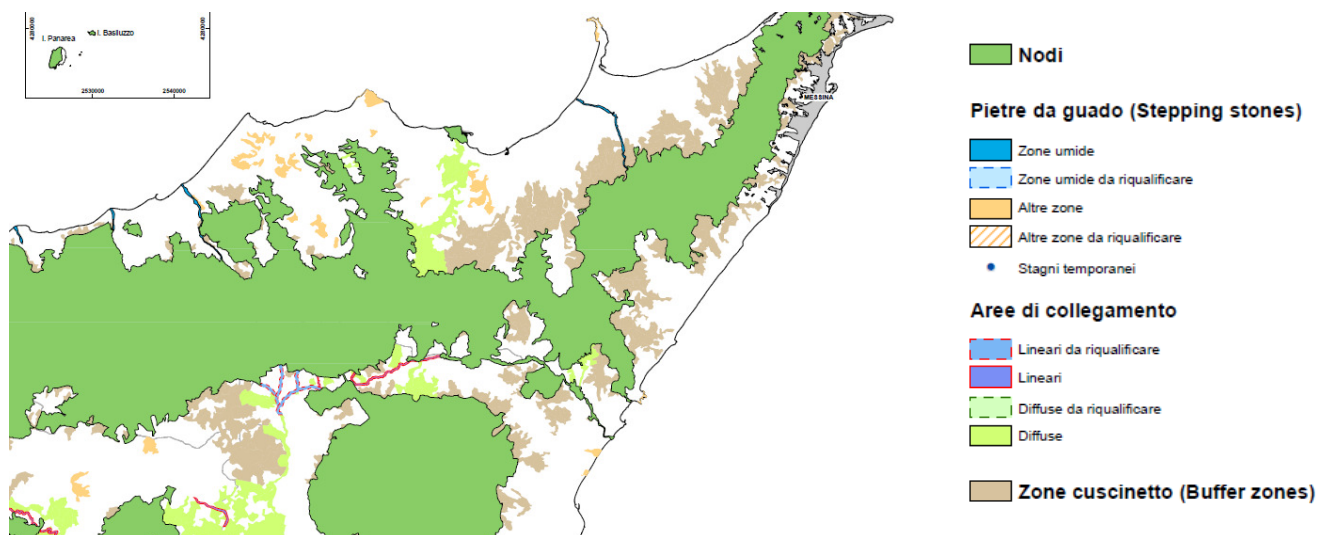 4280000
4280000
I. Panarea
I. Basiluzzo
2530000
2540000
MESSINA
Nodi
Pietre da guado (Stepping stones)
Zone umide
Zone umide da riqualificare
Altre zone
Altre zone da riqualificare
Stagni temporanei
Aree di collegamento
Lineari da riqualificare
Lineari
Diffuse da riqualificare
Diffuse
Zone cuscinetto (Buffer zones)